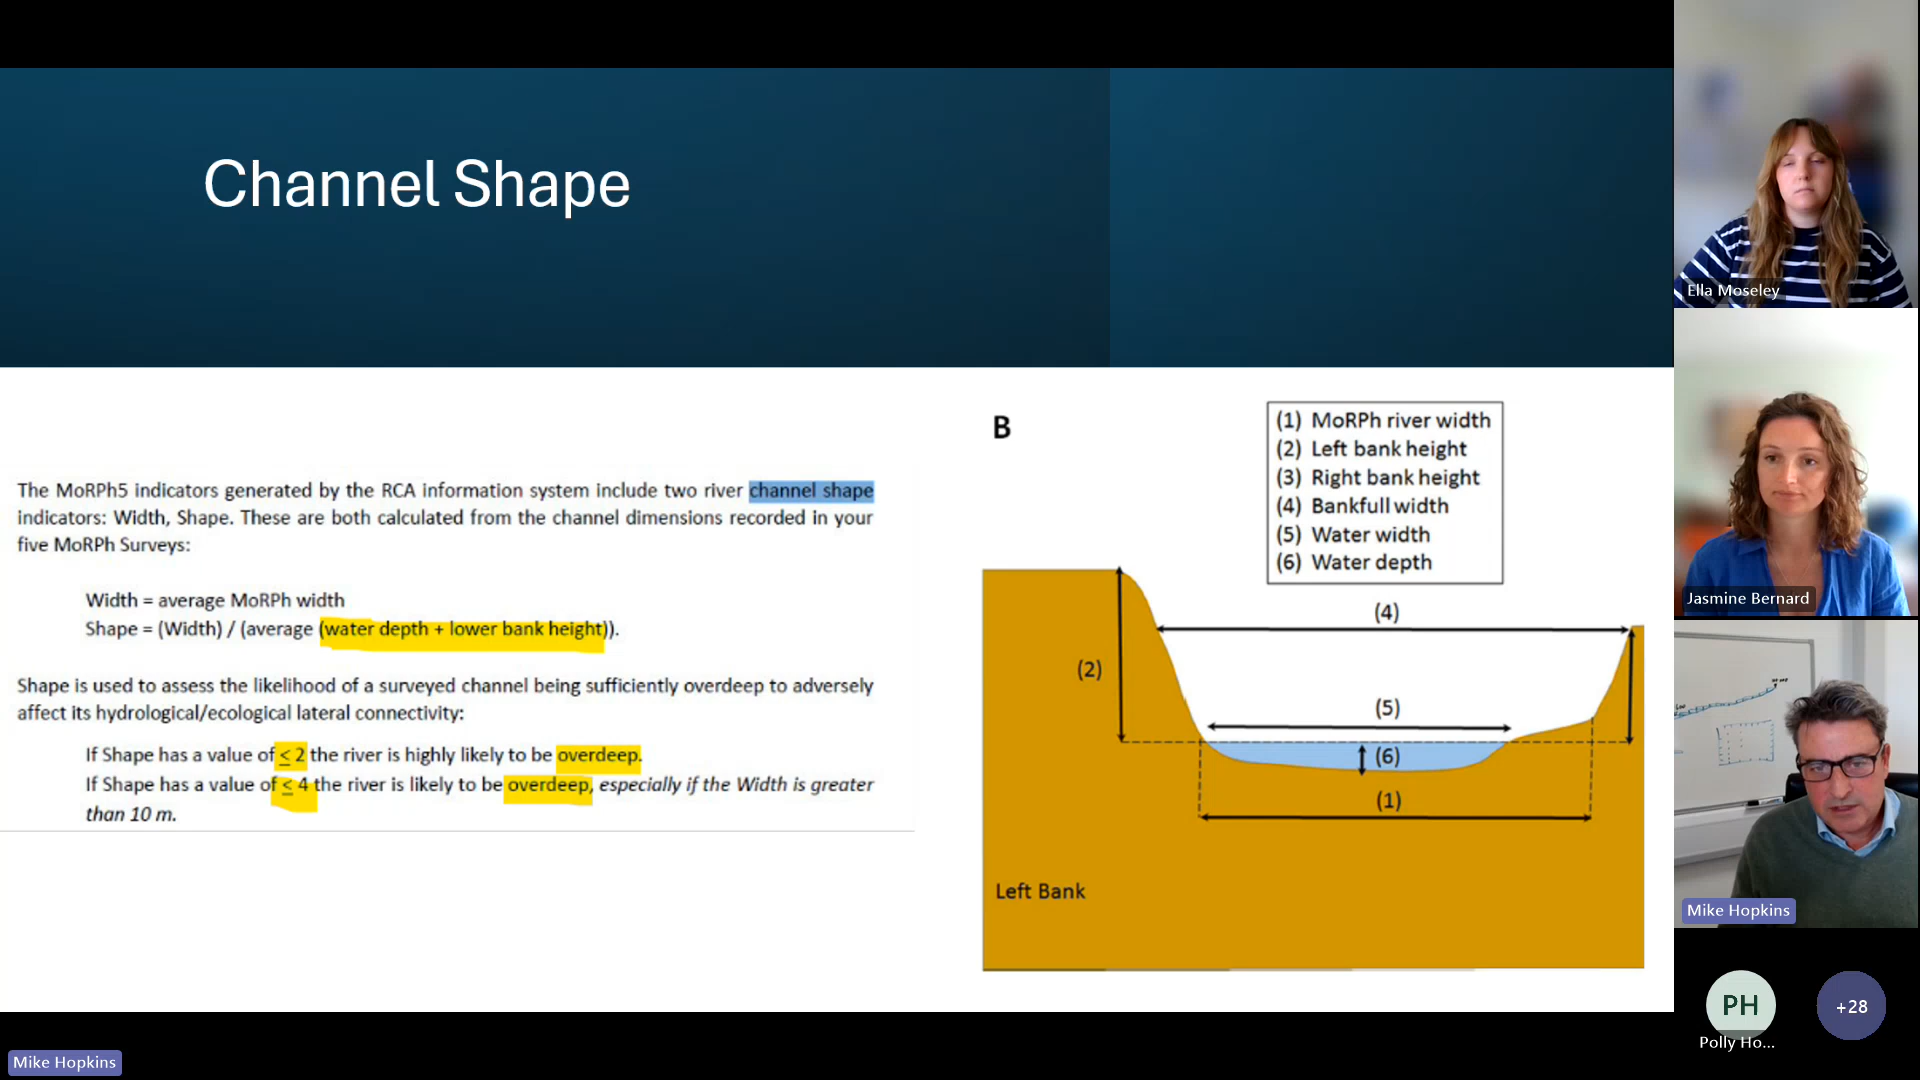 Channel Shape
The MoRPh5 indicators generated by the RCA information system include two river channel shape
indicators: Width, Shape. These are both calculated from the channel dimensions recorded in your
five MoRPh Surveys:
Width = average MoRPh width
Shape = (Width) / (average (water depth + lower bank height)).
Shape is used to assess the likelihood of a surveyed channel being sufficiently overdeep to adversely
affect its hydrological/ecological lateral connectivity:
If Shape has a value of ≤ 2 the river is highly likely to be overdeep.
If Shape has a value of ≤ 4 the river is likely to be overdeep, especially if the Width is greater
than 10 m.
B
(1) MoRPh river width
(2) Left bank height
(3) Right bank height
(4) Bankfull width
(5) Water width
(6) Water depth
(4)
(2)
(5)
(6)
(1)
Left Bank
Ella Moseley
Jasmine Bernard
Mike Hopkins
PH
+28
Polly Ho...
Mike Hopkins